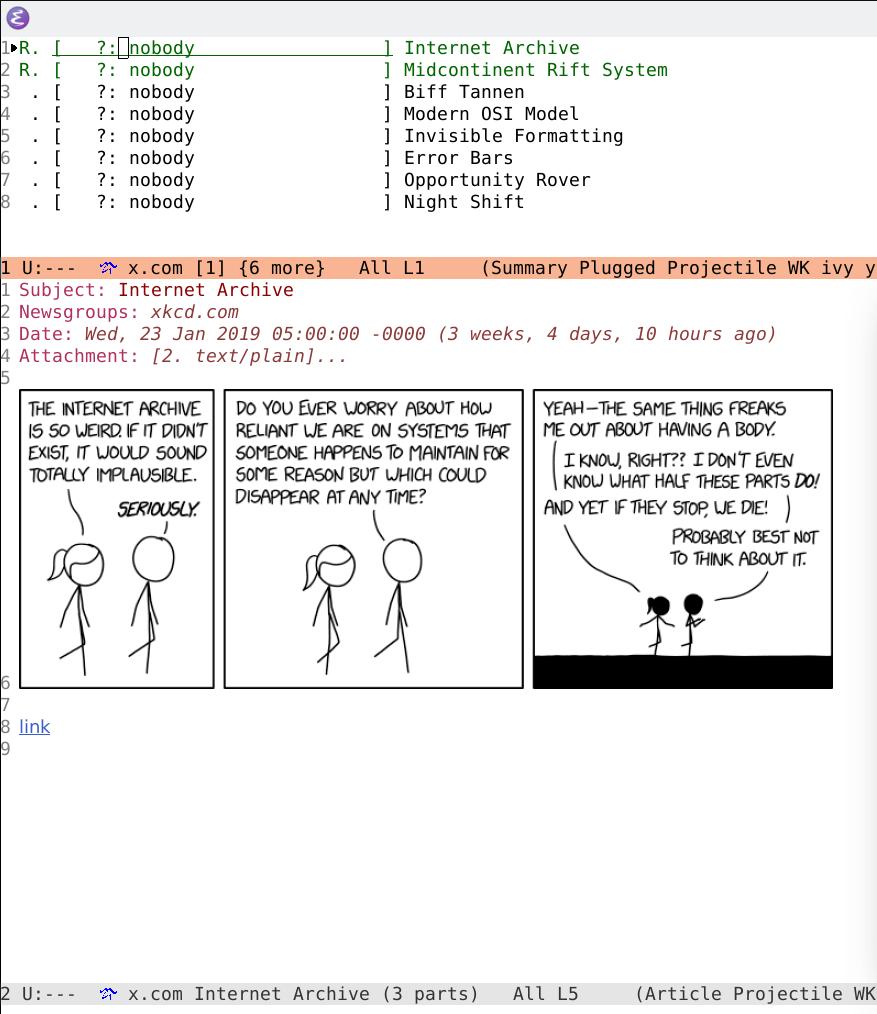 1 R. [ ?: nobody ] Internet Archive
2 R. [ ?: nobody ] Midcontinent Rift System
3 . [ ?: nobody ] Biff Tannen
4 . [ ?: nobody ] Modern OSI Model
5 . [ ?: nobody ] Invisible Formatting
6 . [ ?: nobody ] Error Bars
7 . [ ?: nobody ] Opportunity Rover
8 . [ ?: nobody ] Night Shift
1 U:--- x.com [1] {6 more} All L1 (Summary Plugged Projectile WK ivy y
1 Subject: Internet Archive
2 Newsgroups: xkcd.com
3 Date: Wed, 23 Jan 2019 05:00:00 -0000 (3 weeks, 4 days, 10 hours ago)
4 Attachment: [2. text/plain]...
5
THE INTERNET ARCHIVE
IS SO WEIRD. IF IT DIDN'T
EXIST, IT WOULD SOUND
TOTALLY IMPLAUSIBLE.
SERIOUSLY.
DO YOU EVER WORRY ABOUT HOW
RELIANT WE ARE ON SYSTEMS THAT
SOMEONE HAPPENS TO MAINTAIN FOR
SOME REASON BUT WHICH COULD
DISAPPEAR AT ANY TIME?
YEAH—THE SAME THING FREAKS
ME OUT ABOUT HAVING A BODY.
I KNOW, RIGHT?? I DON'T EVEN
KNOW WHAT HALF THESE PARTS DO!
AND YET IF THEY STOP, WE DIE!
PROBABLY BEST NOT
TO THINK ABOUT IT.
6
7
8 link
9
2 U:--- x.com Internet Archive (3 parts) All L5 (Article Projectile WK